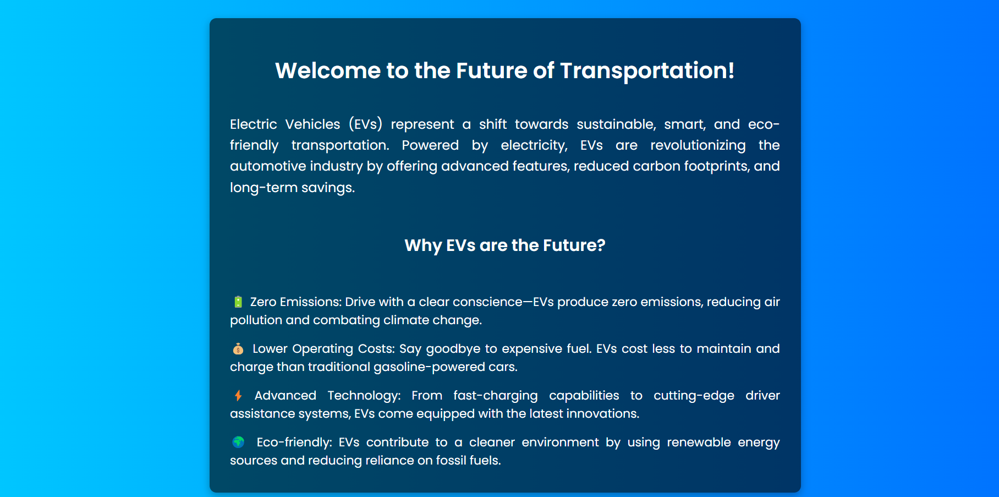 Welcome to the Future of Transportation!
Electric Vehicles (EVs) represent a shift towards sustainable, smart, and eco-
friendly transportation. Powered by electricity, EVs are revolutionizing the
automotive industry by offering advanced features, reduced carbon footprints, and
long-term savings.
Why EVs are the Future?
🔋 Zero Emissions: Drive with a clear conscience—EVs produce zero emissions, reducing air
pollution and combating climate change.
💰 Lower Operating Costs: Say goodbye to expensive fuel. EVs cost less to maintain and
charge than traditional gasoline-powered cars.
⚡ Advanced Technology: From fast-charging capabilities to cutting-edge driver
assistance systems, EVs come equipped with the latest innovations.
🌍 Eco-friendly: EVs contribute to a cleaner environment by using renewable energy
sources and reducing reliance on fossil fuels.